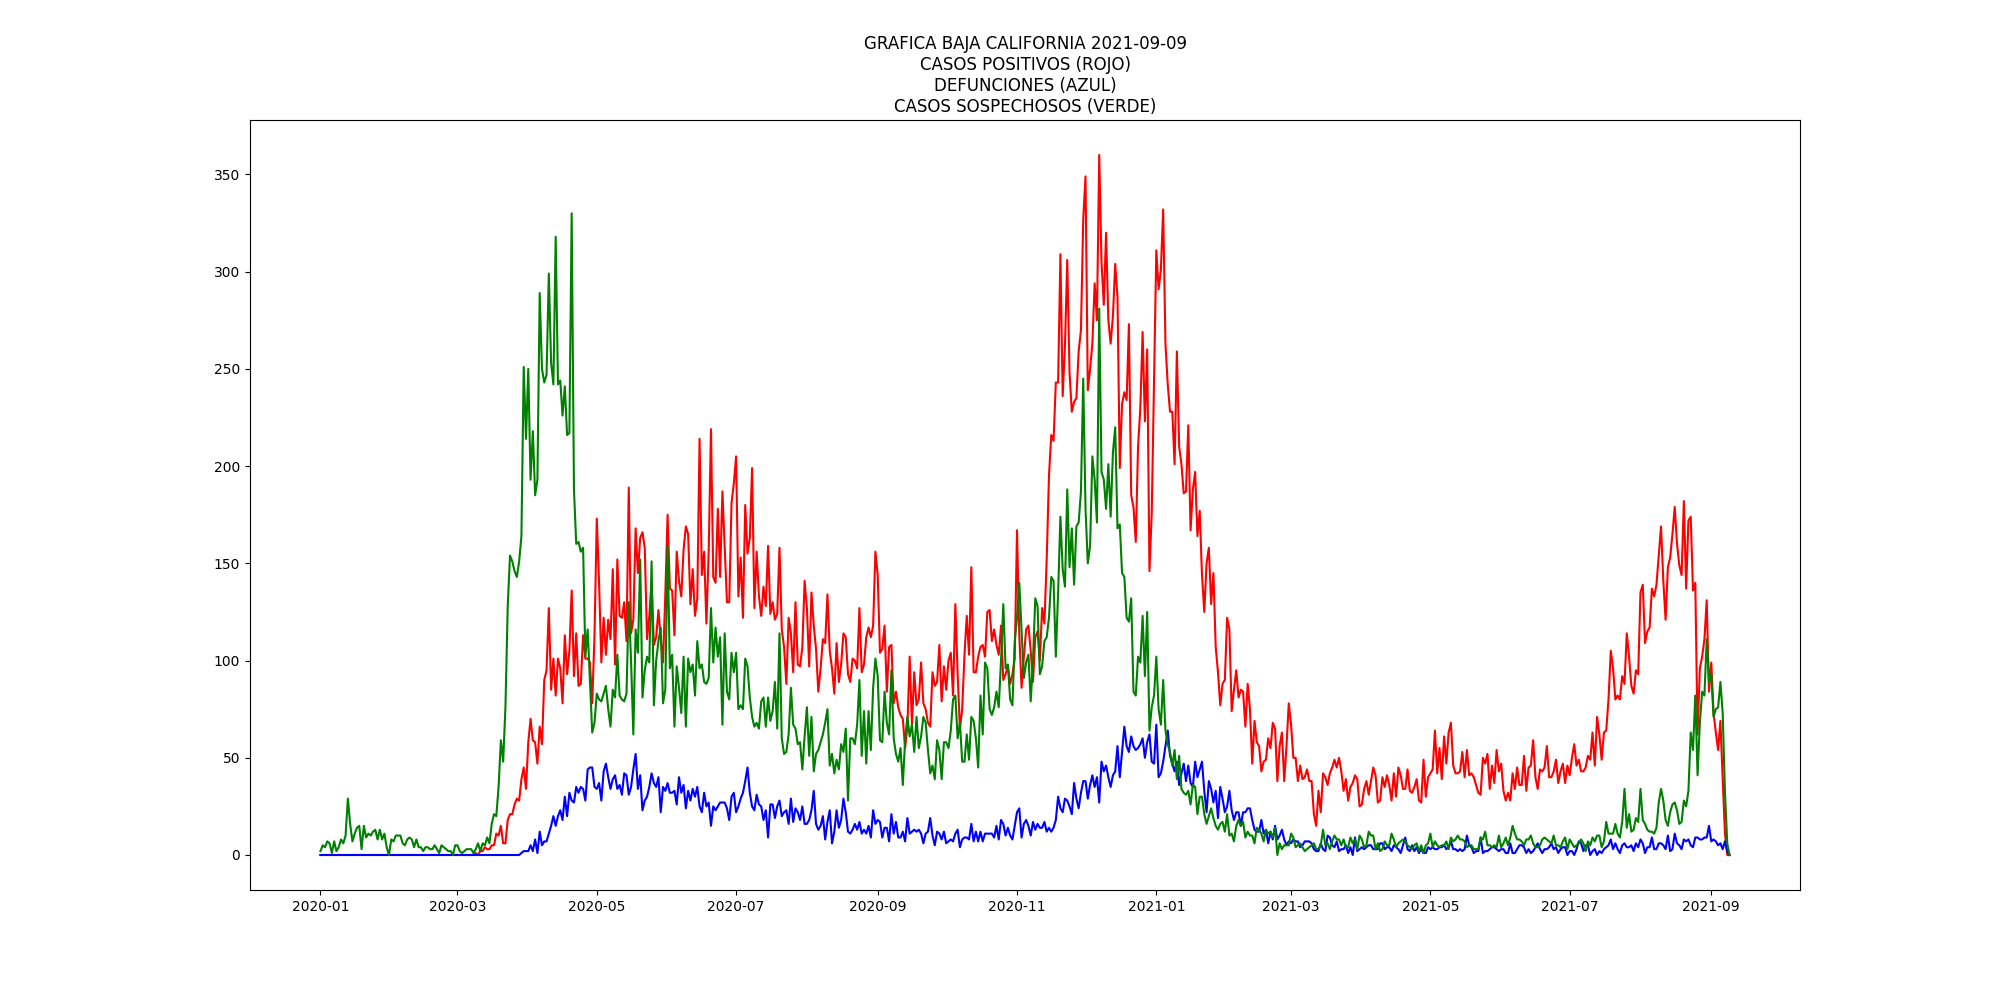 GRAFICA BAJA CALIFORNIA 2021-09-09
CASOS POSITIVOS (ROJO)
DEFUNCIONES (AZUL)
CASOS SOSPECHOSOS (VERDE)
350
300
250
200
150
100
50
0
2020-01 2020-03 2020-05 2020-07 2020-09 2020-11 2021-01 2021-03 2021-05 2021-07 2021-09